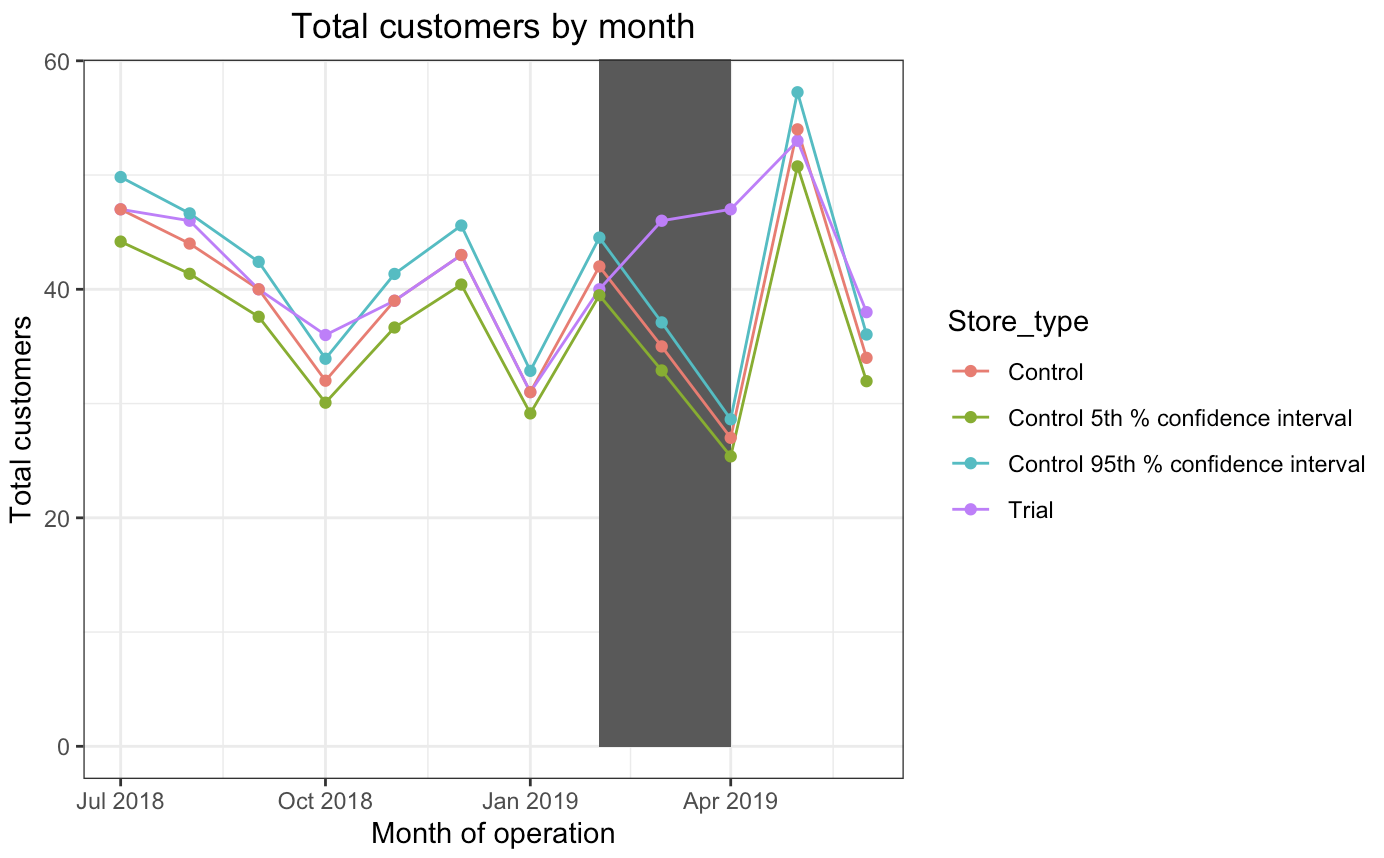 Total customers by month
60
40
20
0
Total customers
Jul 2018
Oct 2018
Jan 2019
Apr 2019
Month of operation
Store_type
Control
Control 5th % confidence interval
Control 95th % confidence interval
Trial